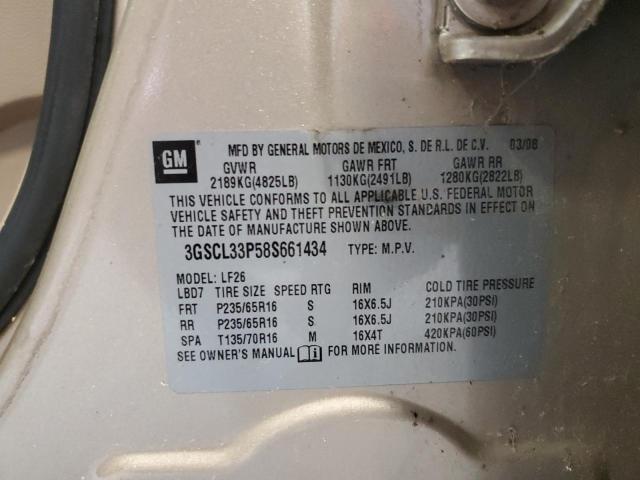 GM MFD BY GENERAL MOTORS DE MEXICO, S. DE R.L. DE C.V. 03/08
GVWR GAWR FRT GAWR RR
2189KG(4825LB) 1130KG(2491LB) 1280KG(2822LB)
THIS VEHICLE CONFORMS TO ALL APPLICABLE U.S. FEDERAL MOTOR
VEHICLE SAFETY AND THEFT PREVENTION STANDARDS IN EFFECT ON
THE DATE OF MANUFACTURE SHOWN ABOVE.
3GSCL33P58S661434 TYPE: M.P.V.
MODEL: LF26
LBD7 TIRE SIZE SPEED RTG RIM COLD TIRE PRESSURE
FRT P235/65R16 S 16X6.5J 210KPA(30PSI)
RR P235/65R16 S 16X6.5J 210KPA(30PSI)
SPA T135/70R16 M 16X4T 420KPA(60PSI)
SEE OWNER'S MANUAL FOR MORE INFORMATION.